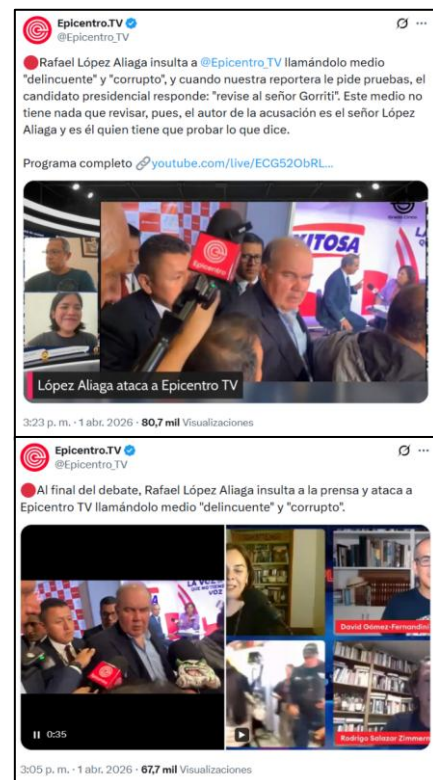 Epicentro.TV
@Epicentro_TV
Rafael López Aliaga insulta a @Epicentro_TV llamándolo medio
"delincuente" y "corrupto", y cuando nuestra reportera le pide pruebas, el
candidato presidencial responde: "revise al señor Gorriti". Este medio no
tiene nada que revisar, pues, el autor de la acusación es el señor López
Aliaga y es él quien tiene que probar lo que dice.
Programa completo youtube.com/live/ECG52ObRL...
Epicentro
XITOSA
López Aliaga ataca a Epicentro TV
3:23 p. m. · 1 abr. 2026 · 80,7 mil Visualizaciones
Epicentro.TV
@Epicentro_TV
Al final del debate, Rafael López Aliaga insulta a la prensa y ataca a
Epicentro TV llamándolo medio "delincuente" y "corrupto".
LA VOZ
VOZ
David Gómez-Fernandini
0:35
Rodrigo Salazar Zimmerm
3:05 p. m. · 1 abr. 2026 · 67,7 mil Visualizaciones